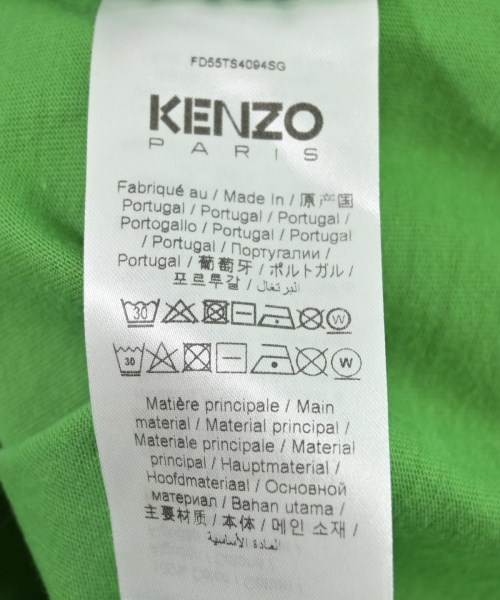 FD55TS4094SG
KENZO
PARIS
Fabriqué au / Made in / 原产国
Portugal / Portugal / Portugal /
Portogallo / Portugal / Portugal
/ Portugal / Португалии /
Portugal / 葡萄牙 / ポルトガル /
포르투갈 / البرتغال
30 W
30 W
Matière principale / Main
material / Material principal /
Materiale principale / Material
principal / Hauptmaterial /
Hoofdmateriaal / Основной
материал / Bahan utama /
主要材质 / 本体 / 메인 소재 /
المادة الأساسية